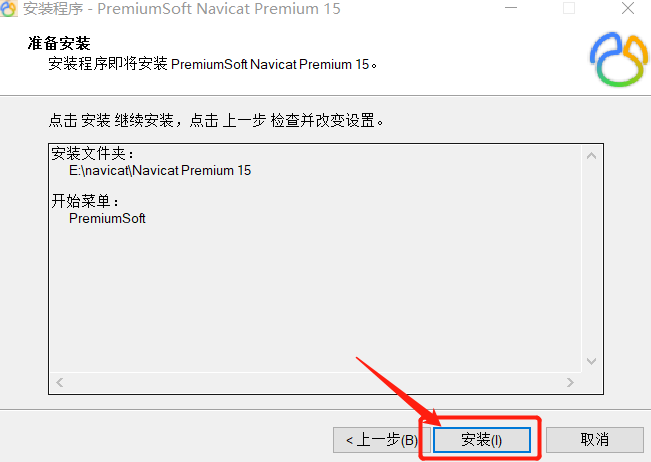 安装程序 - PremiumSoft Navicat Premium 15
准备安装
安装程序即将安装 PremiumSoft Navicat Premium 15。
点击 安装 继续安装，点击 上一步 检查并改变设置。
安装文件夹：
E:\navicat\Navicat Premium 15
开始菜单：
PremiumSoft
< 上一步(B) 安装(I) 取消